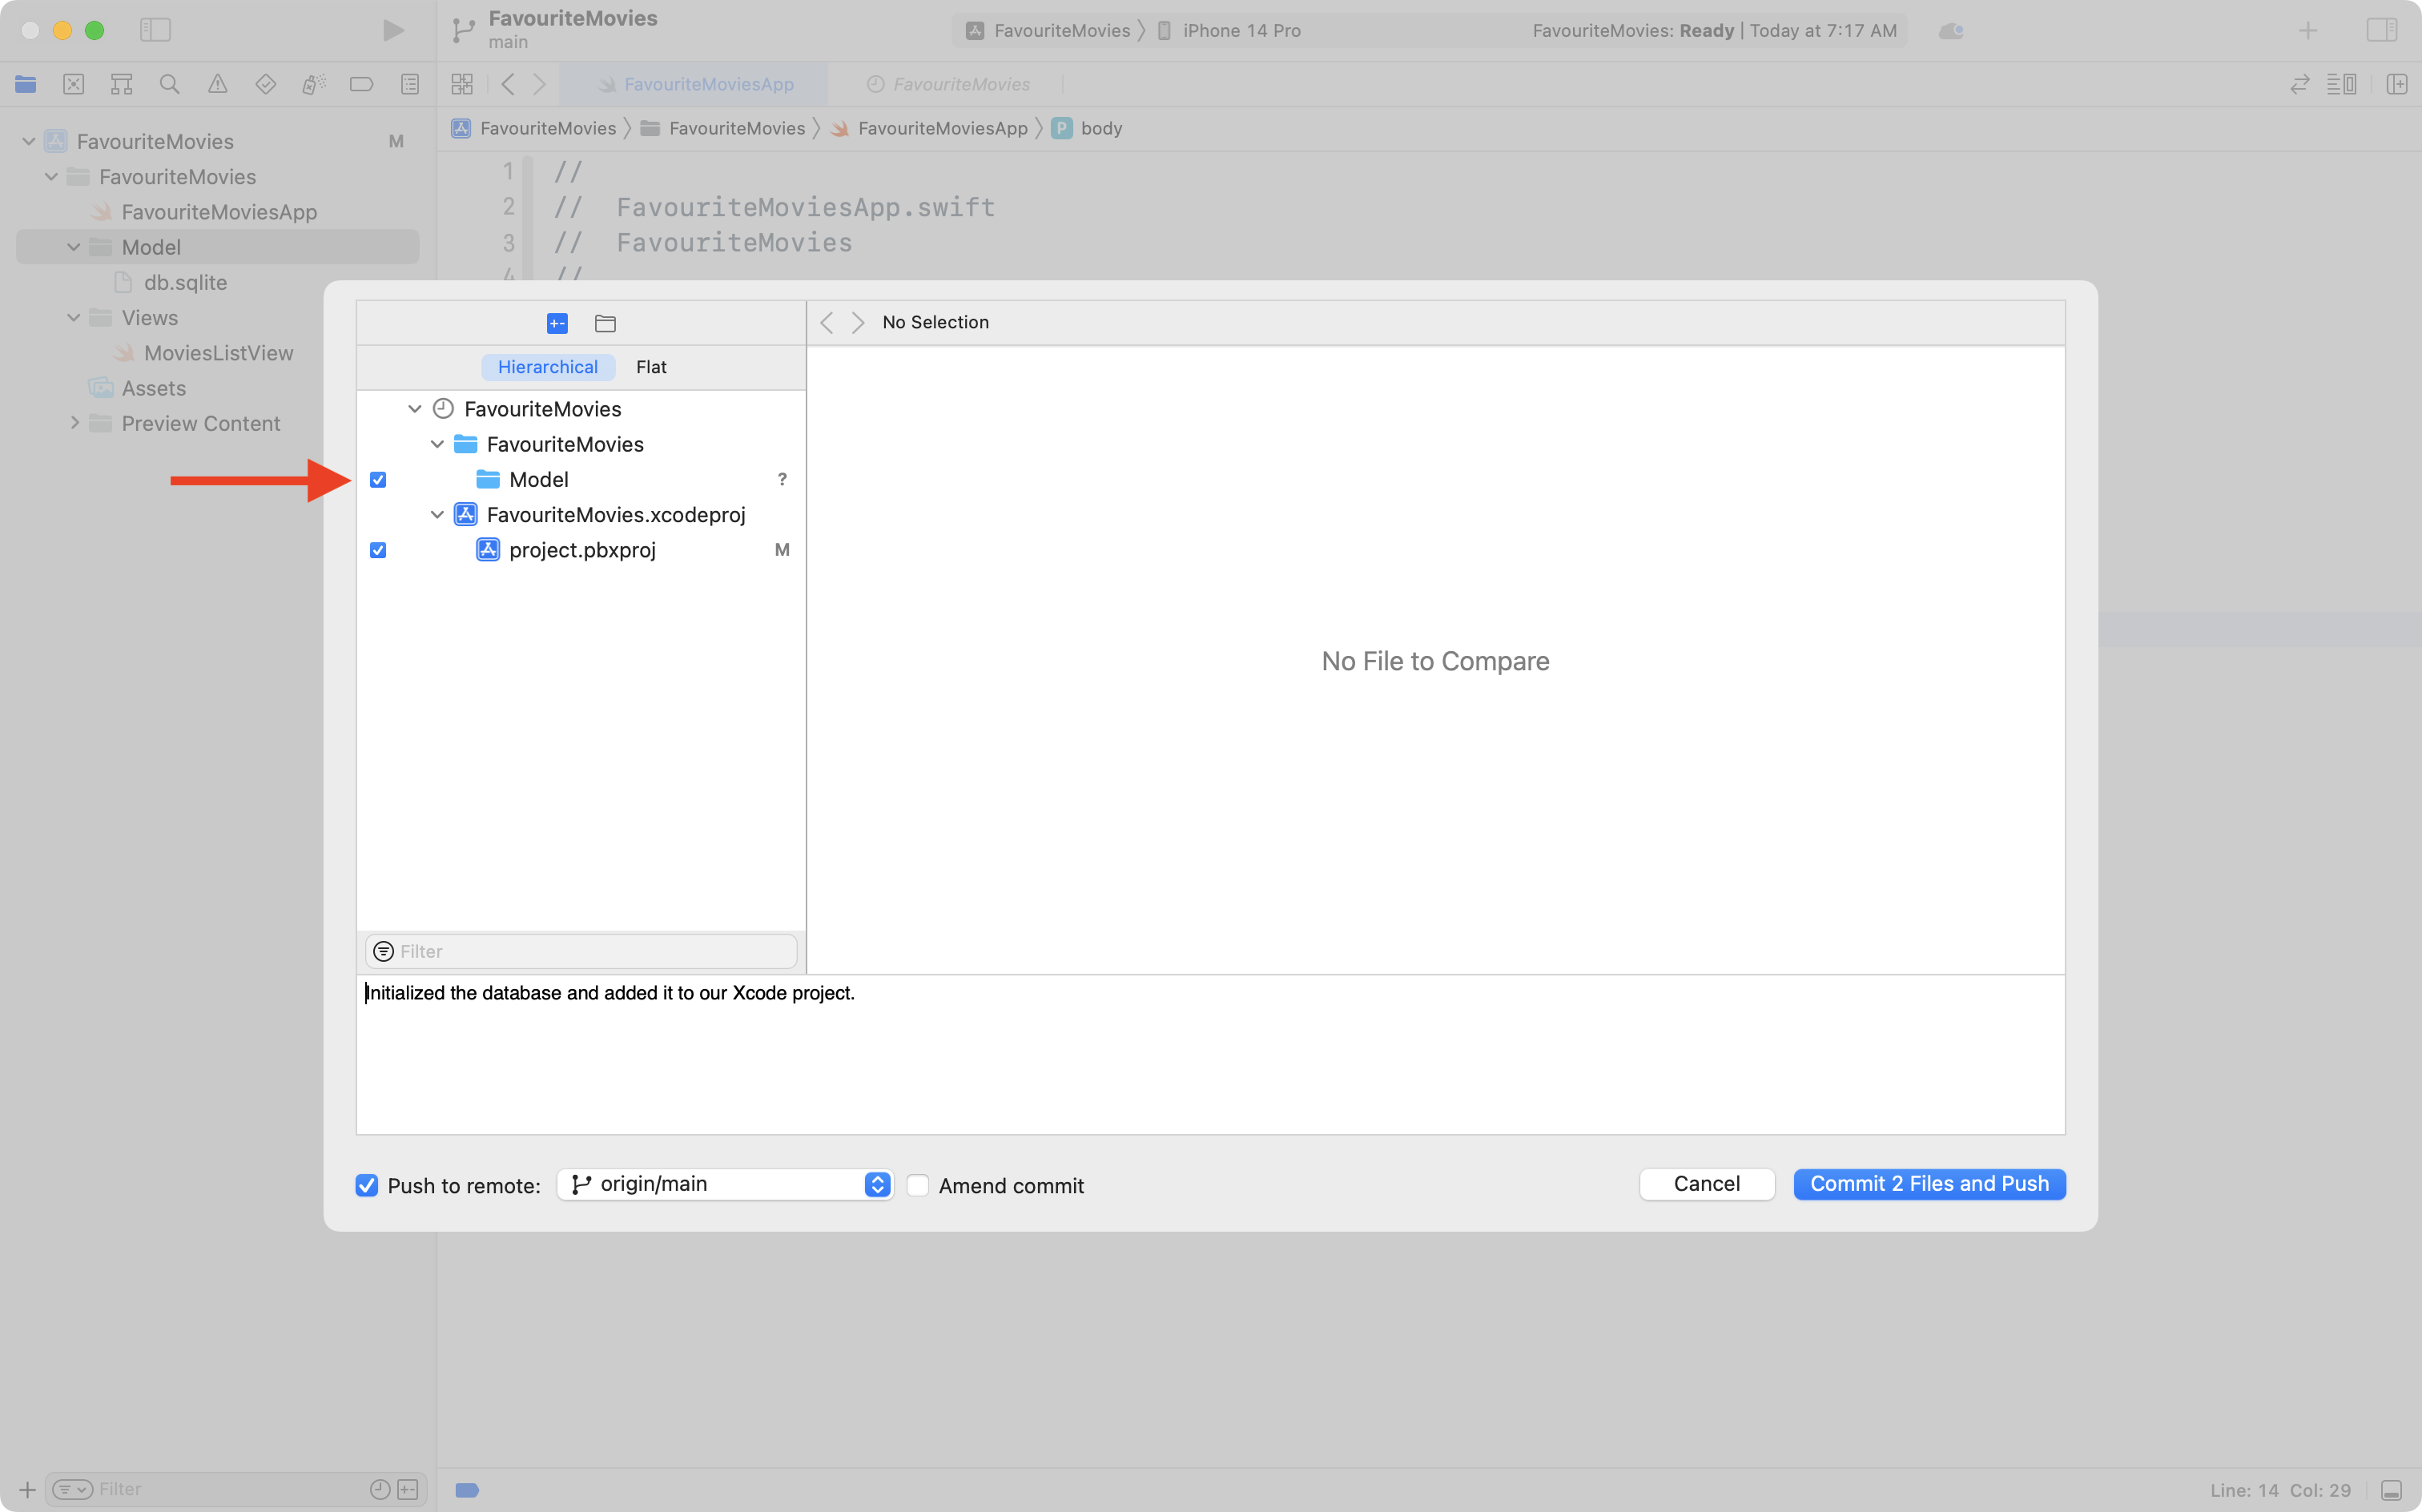 FavouriteMovies
main
FavouriteMovies
iPhone 14 Pro
FavouriteMovies: Ready | Today at 7:17 AM
FavouriteMoviesApp
FavouriteMovies
FavouriteMovies
FavouriteMovies
FavouriteMoviesApp
P
body
FavouriteMovies
M
FavouriteMovies
FavouriteMoviesApp
Model
db.sqlite
Views
MoviesListView
Assets
Preview Content
1 //
2 // FavouriteMoviesApp.swift
3 // FavouriteMovies
4 //
No Selection
Hierarchical
Flat
FavouriteMovies
FavouriteMovies
Model
?
FavouriteMovies.xcodeproj
project.pbxproj
M
No File to Compare
Filter
Initialized the database and added it to our Xcode project.
Push to remote:
origin/main
Amend commit
Cancel
Commit 2 Files and Push
Filter
Line: 14 Col: 29